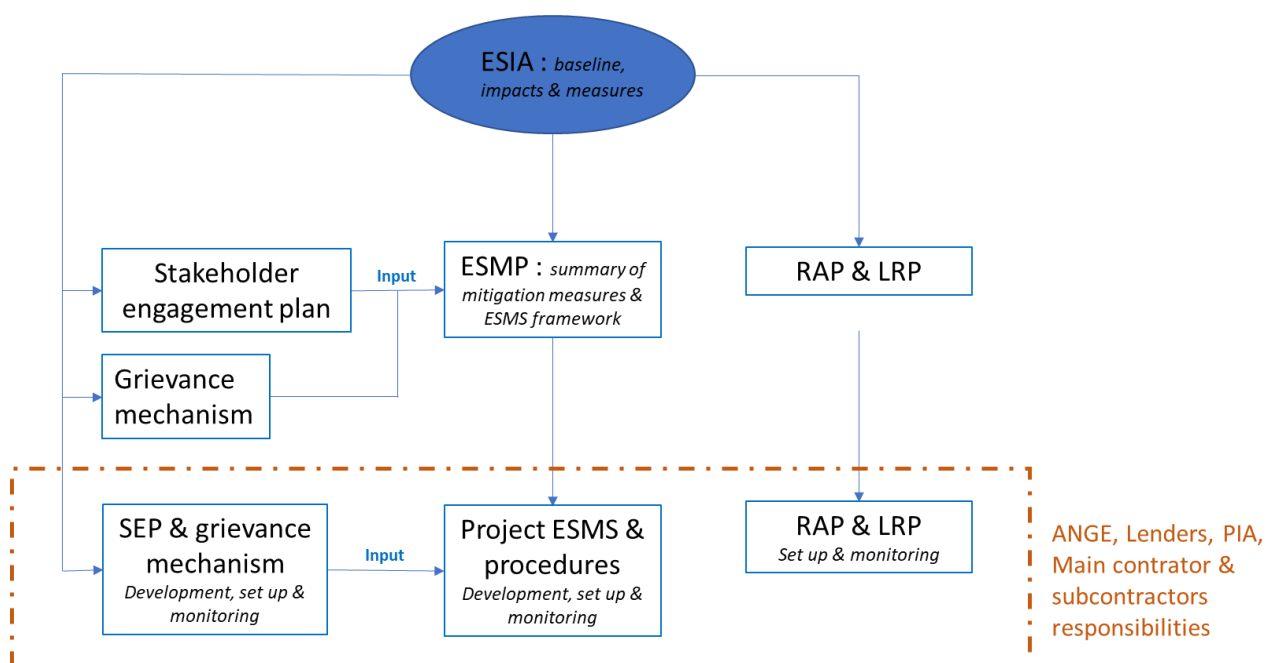 ESIA : baseline,
impacts & measures
Stakeholder
engagement plan
Input
ESMP : summary of
mitigation measures &
ESMS framework
RAP & LRP
Grievance
mechanism
SEP & grievance
mechanism
Development, set up &
monitoring
Input
Project ESMS &
procedures
Development, set up &
monitoring
RAP & LRP
Set up & monitoring
ANGE, Lenders, PIA,
Main contrator &
subcontractors
responsibilities